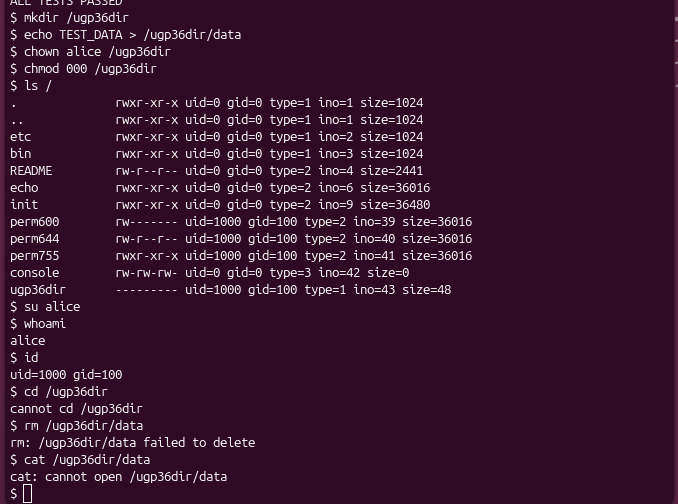 ALL TESTS PASSED
$ mkdir /ugp36dir
$ echo TEST_DATA > /ugp36dir/data
$ chown alice /ugp36dir
$ chmod 000 /ugp36dir
$ ls /
. rwxr-xr-x uid=0 gid=0 type=1 ino=1 size=1024
.. rwxr-xr-x uid=0 gid=0 type=1 ino=1 size=1024
etc rwxr-xr-x uid=0 gid=0 type=1 ino=2 size=1024
bin rwxr-xr-x uid=0 gid=0 type=1 ino=3 size=1024
README rw-r--r-- uid=0 gid=0 type=2 ino=4 size=2441
echo rwxr-xr-x uid=0 gid=0 type=2 ino=6 size=36016
init rwxr-xr-x uid=0 gid=0 type=2 ino=9 size=36480
perm600 rw------- uid=1000 gid=100 type=2 ino=39 size=36016
perm644 rw-r--r-- uid=1000 gid=100 type=2 ino=40 size=36016
perm755 rwxr-xr-x uid=1000 gid=100 type=2 ino=41 size=36016
console rw-rw-rw- uid=0 gid=0 type=3 ino=42 size=0
ugp36dir --------- uid=1000 gid=100 type=1 ino=43 size=48
$ su alice
$ whoami
alice
$ id
uid=1000 gid=100
$ cd /ugp36dir
cannot cd /ugp36dir
$ rm /ugp36dir/data
rm: /ugp36dir/data failed to delete
$ cat /ugp36dir/data
cat: cannot open /ugp36dir/data
$